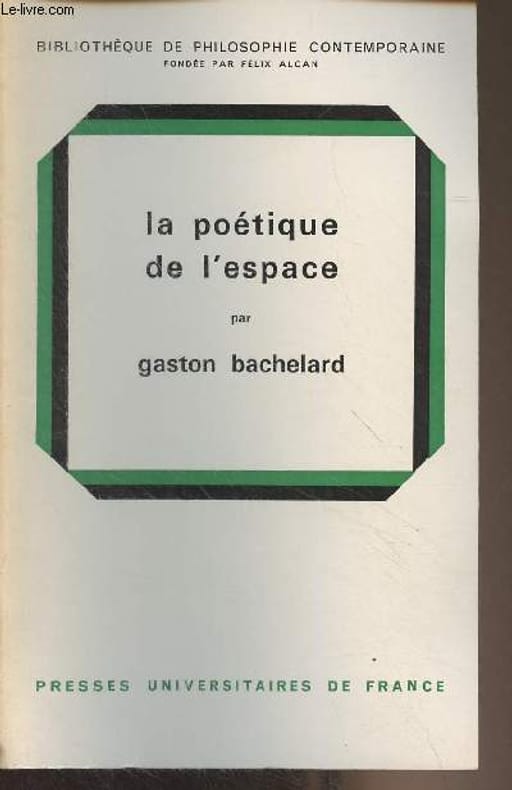 Le-livre.com
BIBLIOTHÈQUE DE PHILOSOPHIE CONTEMPORAINE
FONDÉE PAR FÉLIX ALCAN
la poétique
de l'espace
par
gaston bachelard
PRESSES UNIVERSITAIRES DE FRANCE